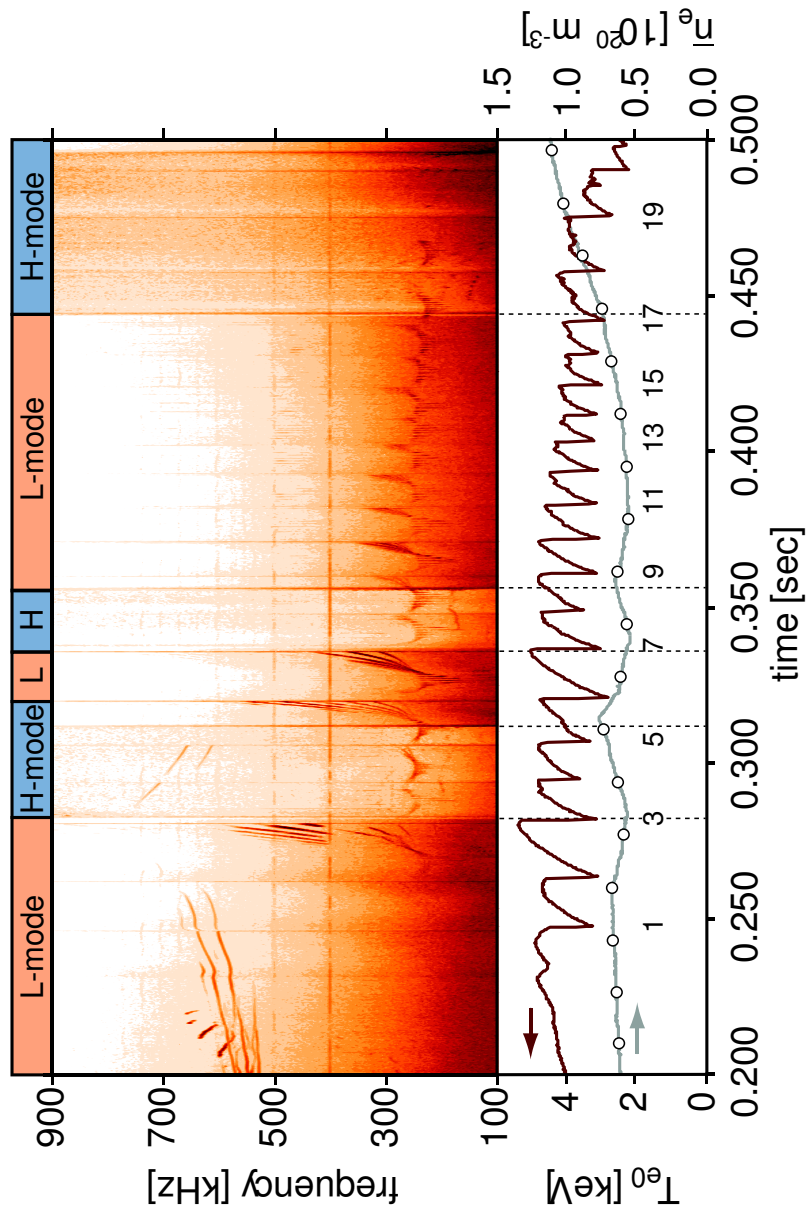 L-mode H-mode L H L-mode H-mode
frequency [kHz]
900
700
500
300
100
T_e0 [keV]
4
2
0
n̅_e [10^20 m^-3]
1.5
1.0
0.5
0.0
1 3 5 7 9 11 13 15 17 19
0.200 0.250 0.300 0.350 0.400 0.450 0.500
time [sec]